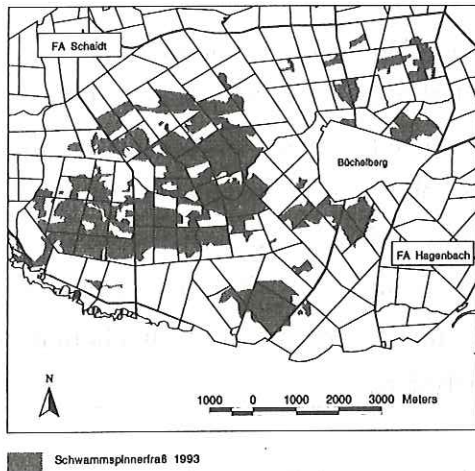 FA Schaidt
Büchelberg
FA Hagenbach
N
1000 0 1000 2000 3000 Meters
Schwammspinnerfraß 1993